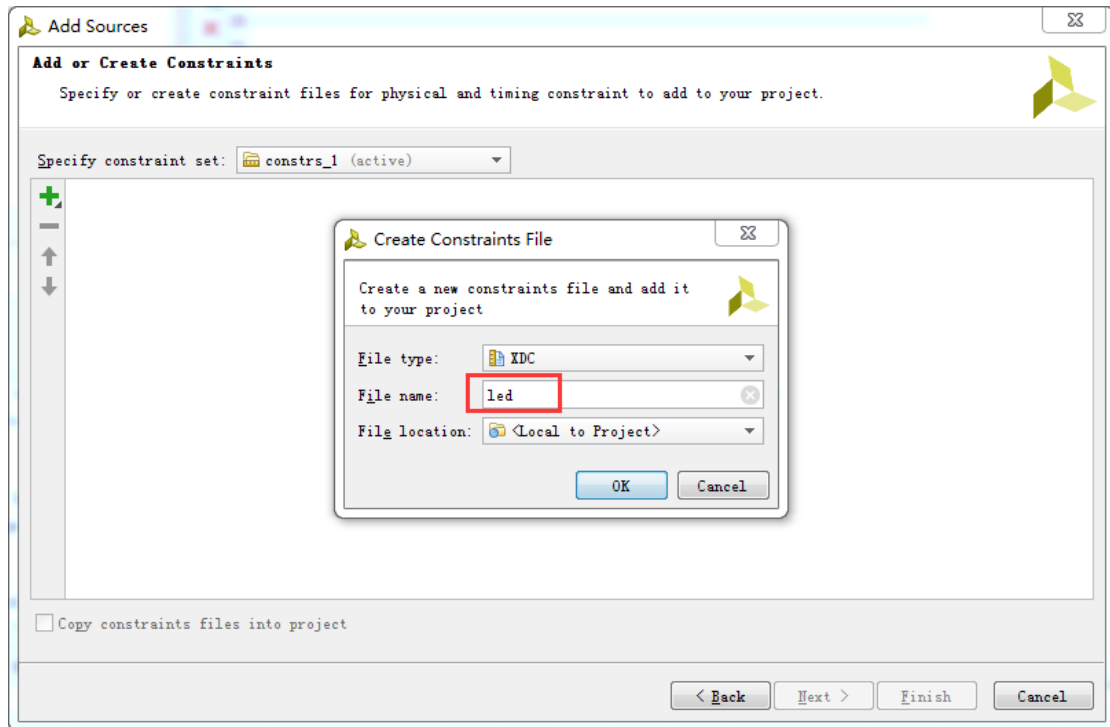 Add Sources
Add or Create Constraints
Specify or create constraint files for physical and timing constraint to add to your project.
Specify constraint set: constrs_1 (active)
Create Constraints File
Create a new constraints file and add it
to your project
File type: XDC
File name: led
File location: <Local to Project>
OK Cancel
Copy constraints files into project
< Back Next > Finish Cancel